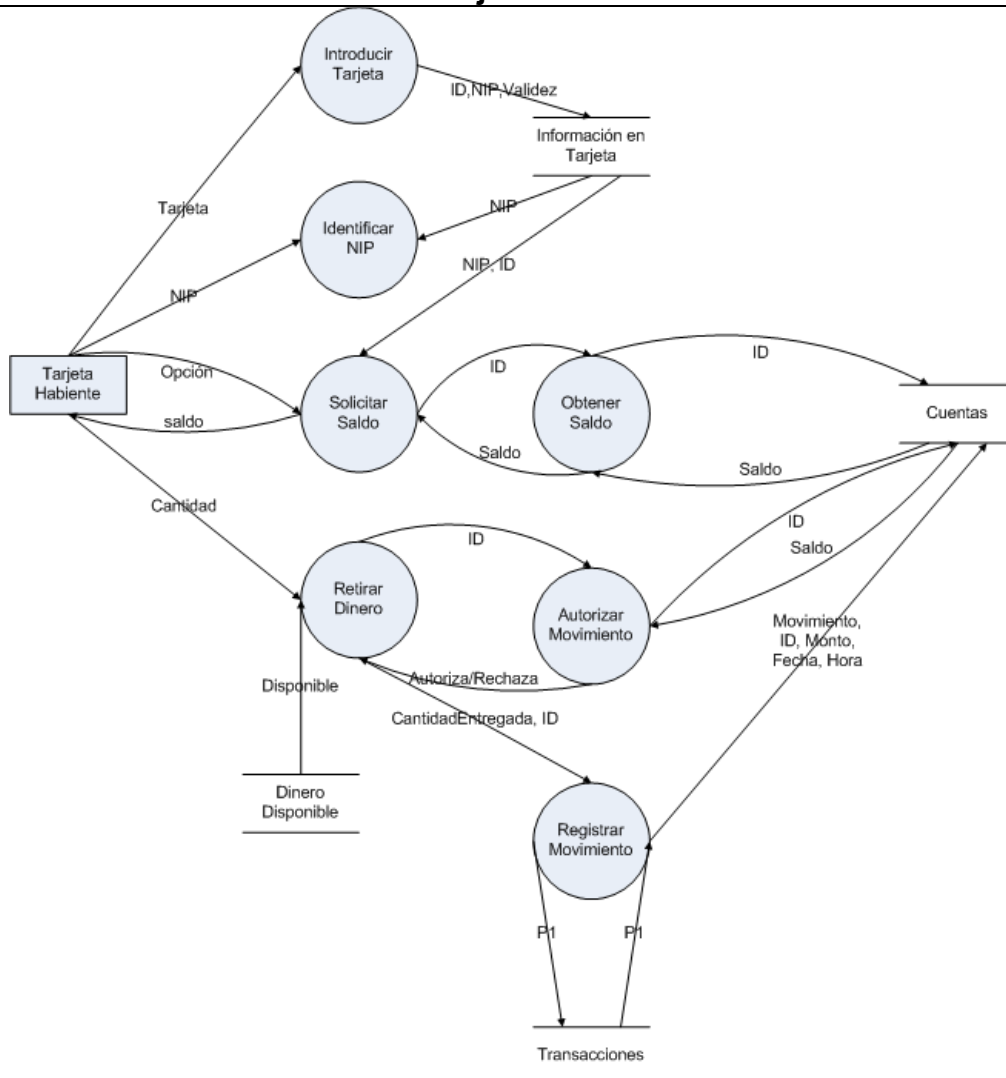 Introducir
Tarjeta
ID,NIP,Validez
Información en
Tarjeta
Tarjeta
Identificar
NIP
NIP
NIP, ID
NIP
Tarjeta
Habiente
Opción
saldo
Solicitar
Saldo
ID
Saldo
Obtener
Saldo
ID
Saldo
Cuentas
Cantidad
Retirar
Dinero
ID
Autorizar
Movimiento
ID
Saldo
Autoriza/Rechaza
CantidadEntregada, ID
Disponible
Dinero
Disponible
Movimiento,
ID, Monto,
Fecha, Hora
Registrar
Movimiento
P1
P1
Transacciones